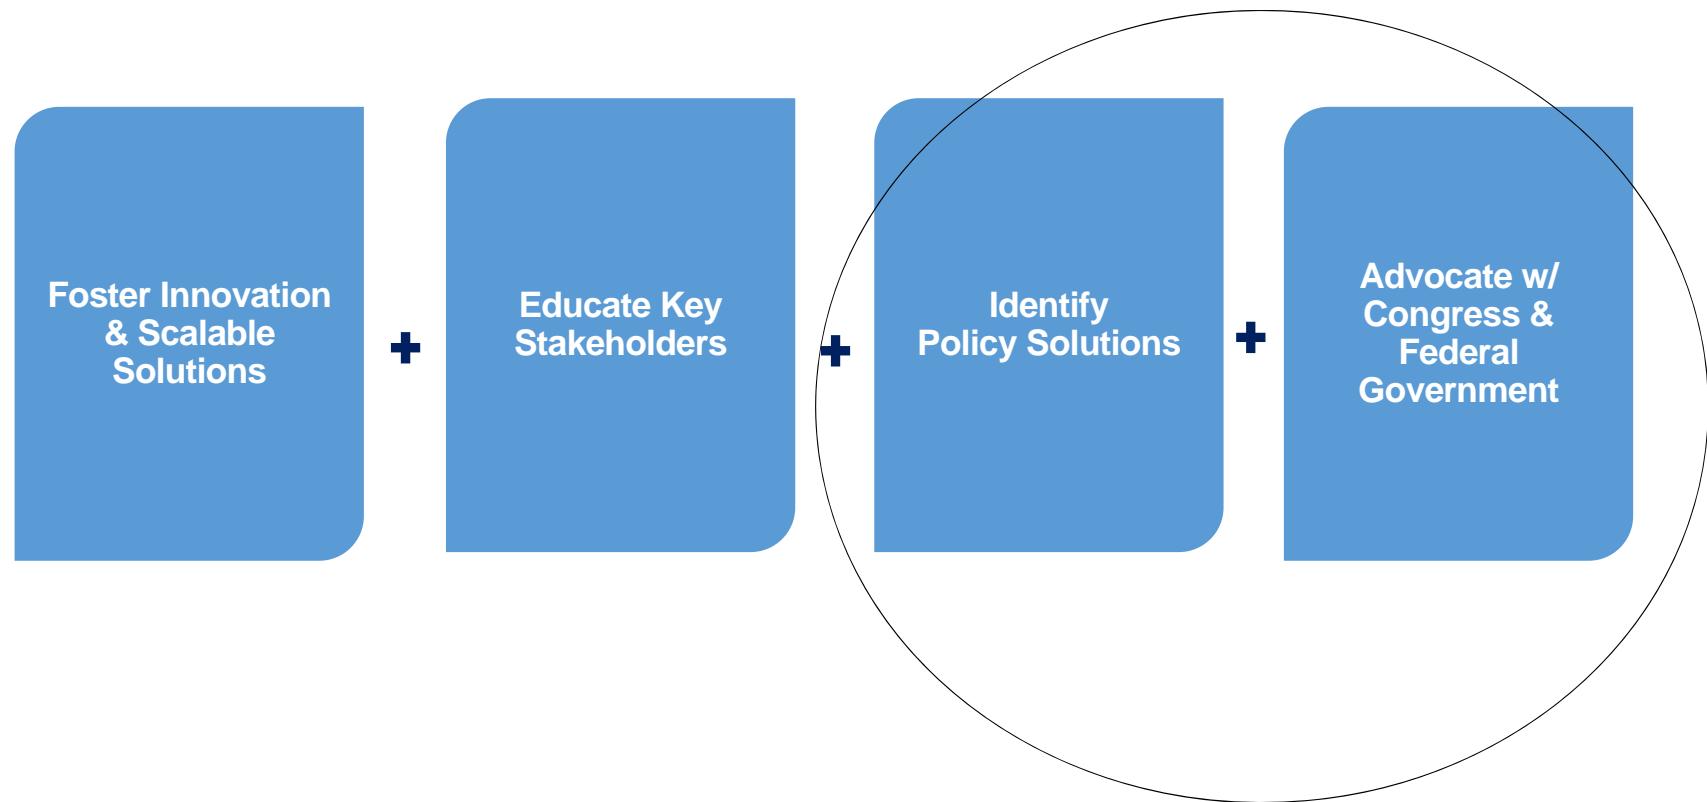 Foster Innovation
& Scalable
Solutions
Educate Key
Stakeholders
Identify
Policy Solutions
Advocate w/
Congress &
Federal
Government